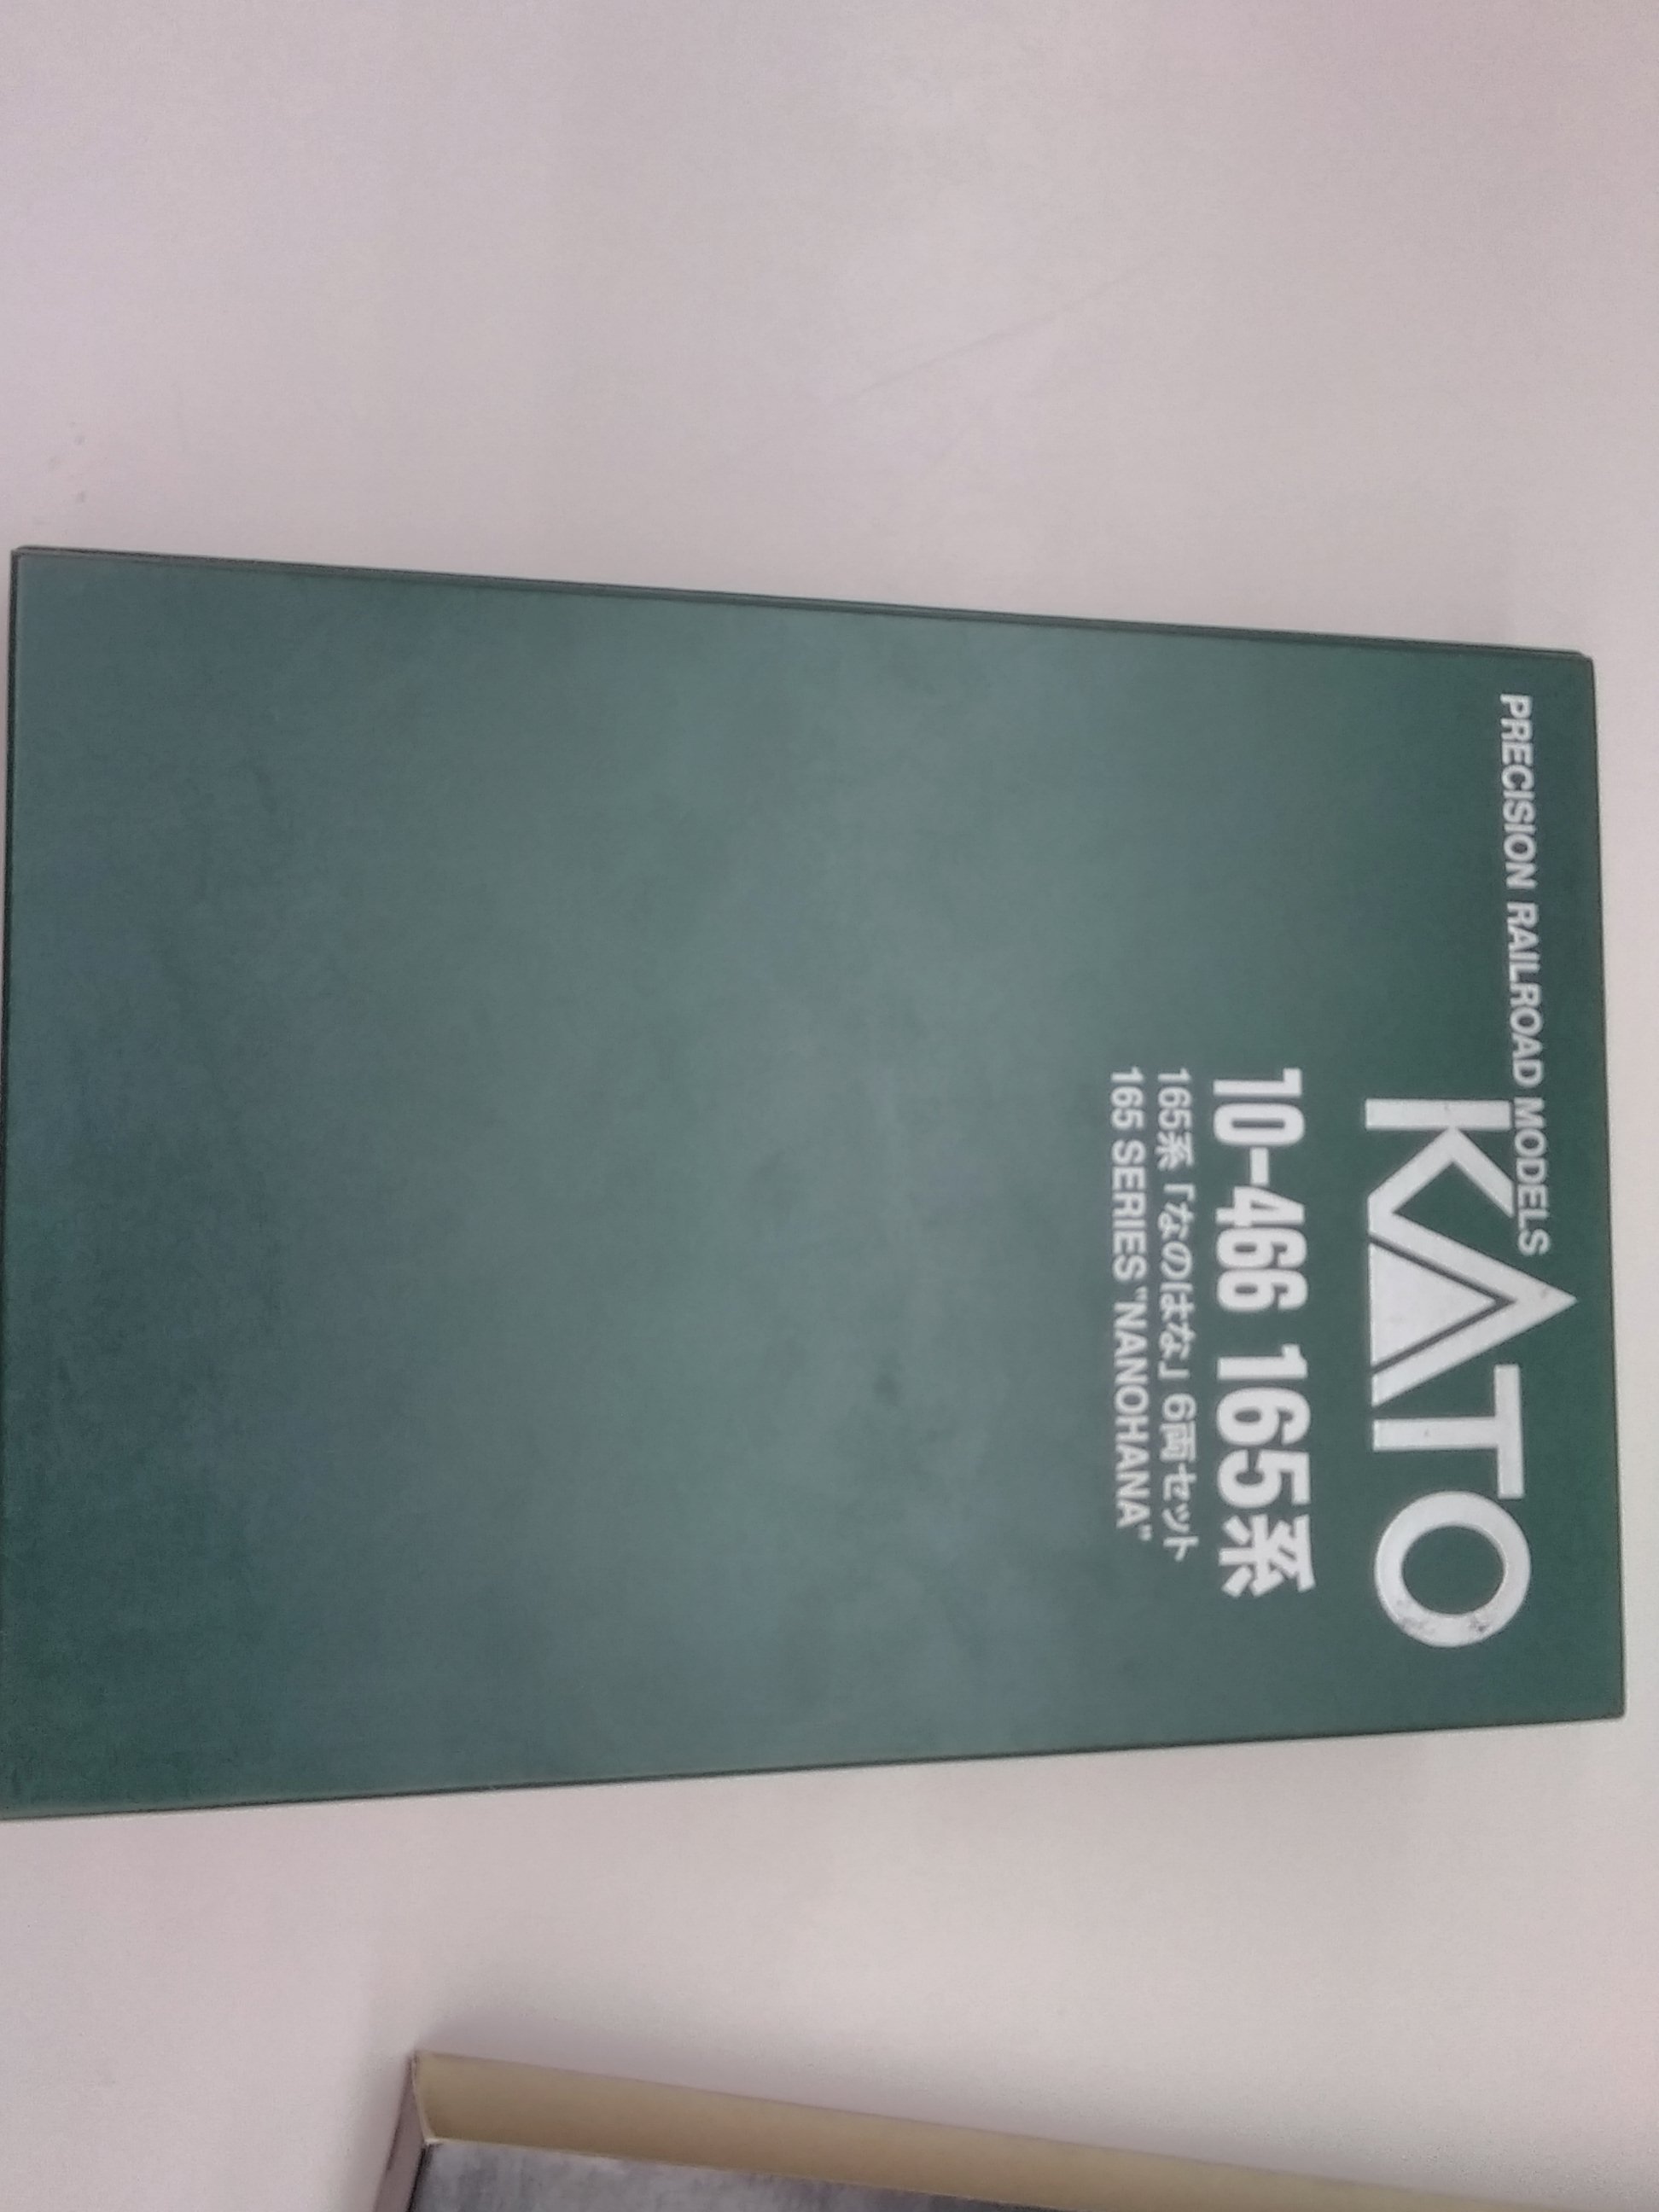 PRECISION RAILROAD MODELS
KATO
10-466 165系
165系「なのはな」6両セット
165 SERIES "NANOHANA"